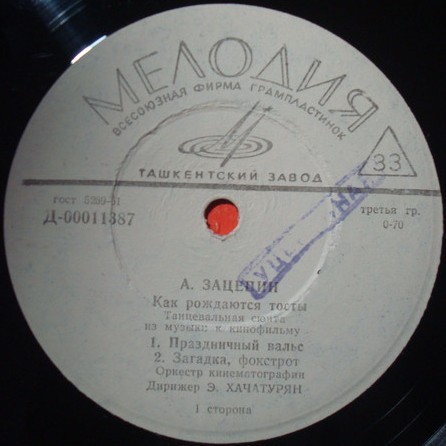 МЕЛОДИЯ
ВСЕСОЮЗНАЯ ФИРМА ГРАМПЛАСТИНОК
33
ТАШКЕНТСКИЙ ЗАВОД
гост 5289-61
Д-00011387
третья гр.
0-70
УЦЕНЕНА
А. ЗАЦЕПИН
Как рождаются тосты
Танцевальная сюита
из музыки к кинофильму
1. Праздничный вальс
2. Загадка, фокстрот
Оркестр кинематографии
Дирижер Э. ХАЧАТУРЯН
1 сторона